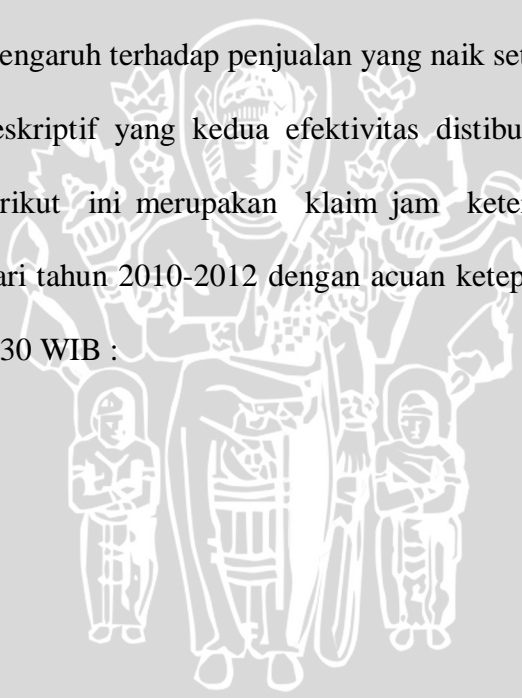 engaruh terhadap penjualan yang naik set
eskriptif yang kedua efektivitas distibu
rikut ini merupakan klaim jam kete
ari tahun 2010-2012 dengan acuan ketep
30 WIB :